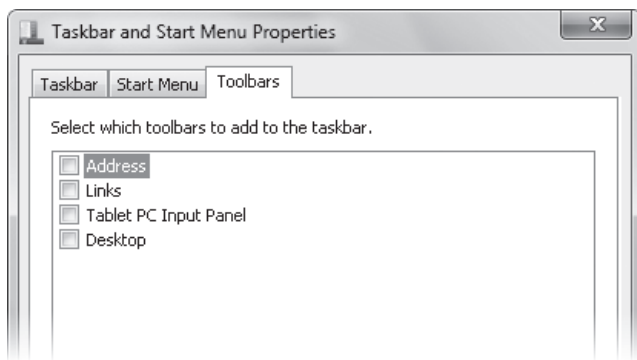 Taskbar and Start Menu Properties
Taskbar Start Menu Toolbars
Select which toolbars to add to the taskbar.
Address
Links
Tablet PC Input Panel
Desktop